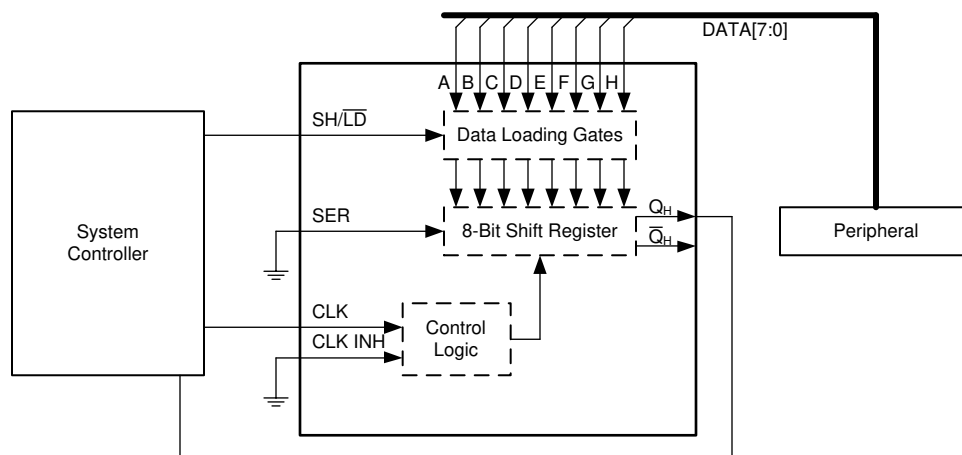 DATA[7:0]
A B C D E F G H
SH/L̅D̅
Data Loading Gates
SER
8-Bit Shift Register
Q_H
Q̅_H
System
Controller
Peripheral
CLK
CLK INH
Control
Logic